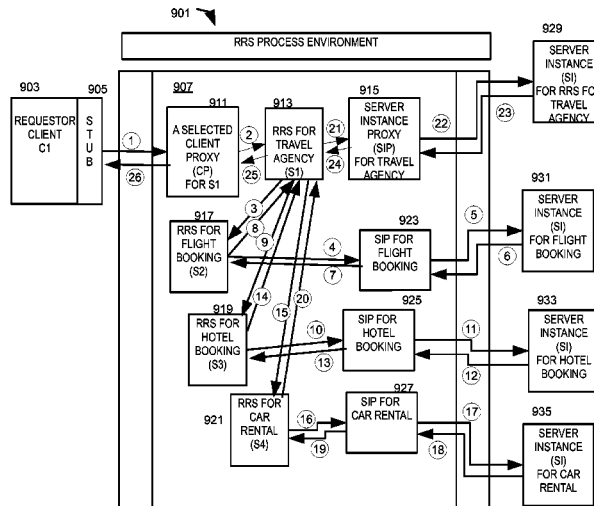 901
RRS PROCESS ENVIRONMENT
929
SERVER
INSTANCE
(SI)
FOR RRS FOR
TRAVEL
AGENCY
903
905
REQUESTOR
CLIENT
C1
STUB
907
911
A SELECTED
CLIENT
PROXY
(CP)
FOR S1
913
RRS FOR
TRAVEL
AGENCY
(S1)
915
SERVER
INSTANCE
PROXY
(SIP)
FOR TRAVEL
AGENCY
1
26
2
25
21
24
22
23
917
RRS FOR
FLIGHT
BOOKING
(S2)
3
8
9
4
7
923
SIP FOR
FLIGHT
BOOKING
5
6
931
SERVER
INSTANCE
(SI)
FOR FLIGHT
BOOKING
919
RRS FOR
HOTEL
BOOKING
(S3)
14
15
20
10
13
925
SIP FOR
HOTEL
BOOKING
11
12
933
SERVER
INSTANCE
(SI)
FOR HOTEL
BOOKING
921
RRS FOR
CAR
RENTAL
(S4)
16
19
927
SIP FOR
CAR RENTAL
17
18
935
SERVER
INSTANCE
(SI)
FOR CAR
RENTAL